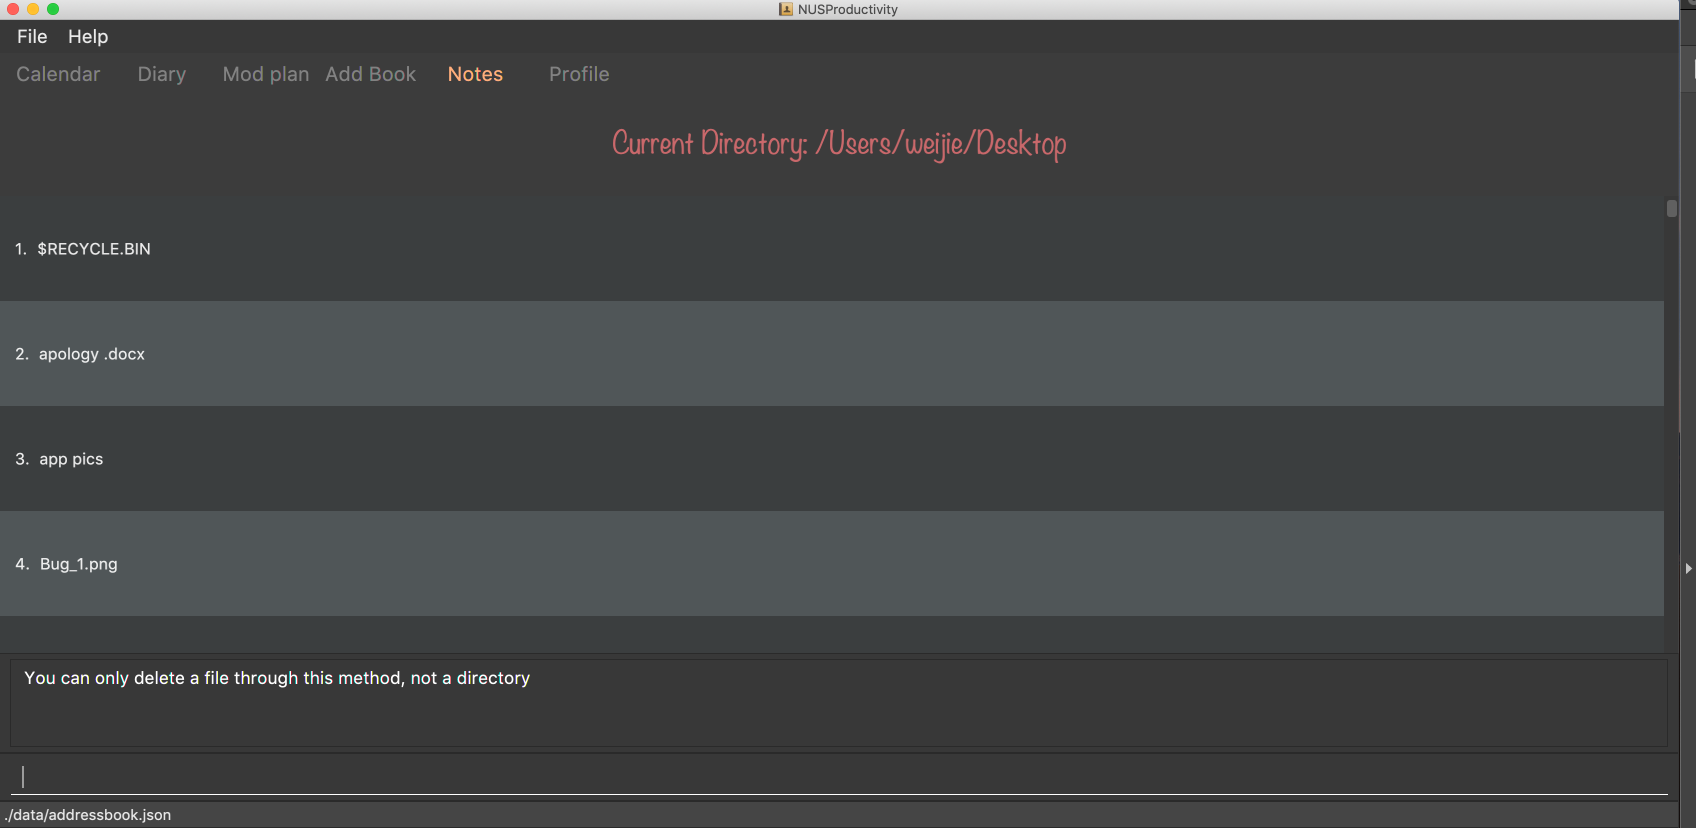 NUSProductivity
File Help
Calendar Diary Mod plan Add Book Notes Profile
Current Directory: /Users/weijie/Desktop
1. $RECYCLE.BIN
2. apology .docx
3. app pics
4. Bug_1.png
You can only delete a file through this method, not a directory
./data/addressbook.json